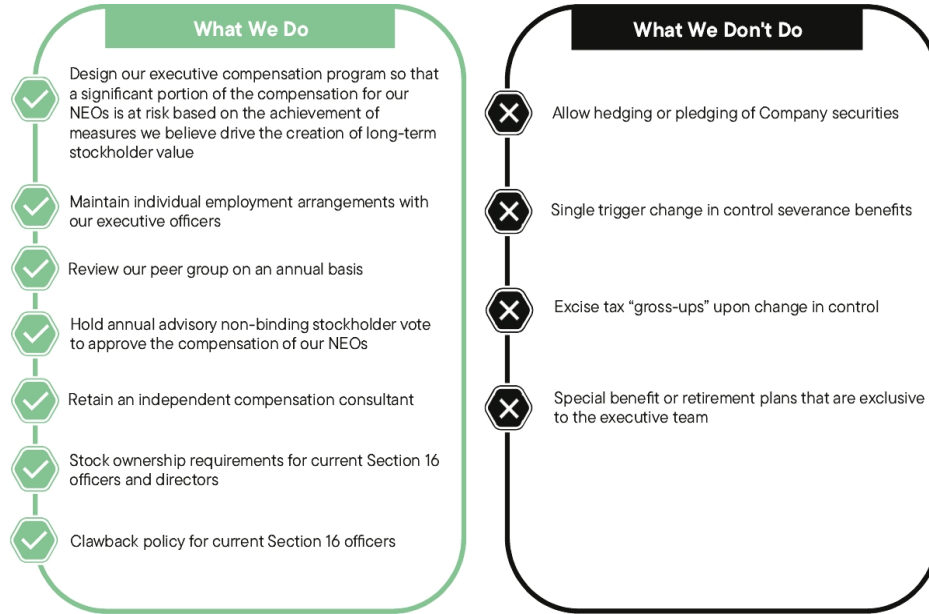 What We Do
Design our executive compensation program so that
a significant portion of the compensation for our
NEOs is at risk based on the achievement of
measures we believe drive the creation of long-term
stockholder value
Maintain individual employment arrangements with
our executive officers
Review our peer group on an annual basis
Hold annual advisory non-binding stockholder vote
to approve the compensation of our NEOs
Retain an independent compensation consultant
Stock ownership requirements for current Section 16
officers and directors
Clawback policy for current Section 16 officers
What We Don't Do
Allow hedging or pledging of Company securities
Single trigger change in control severance benefits
Excise tax “gross-ups” upon change in control
Special benefit or retirement plans that are exclusive
to the executive team